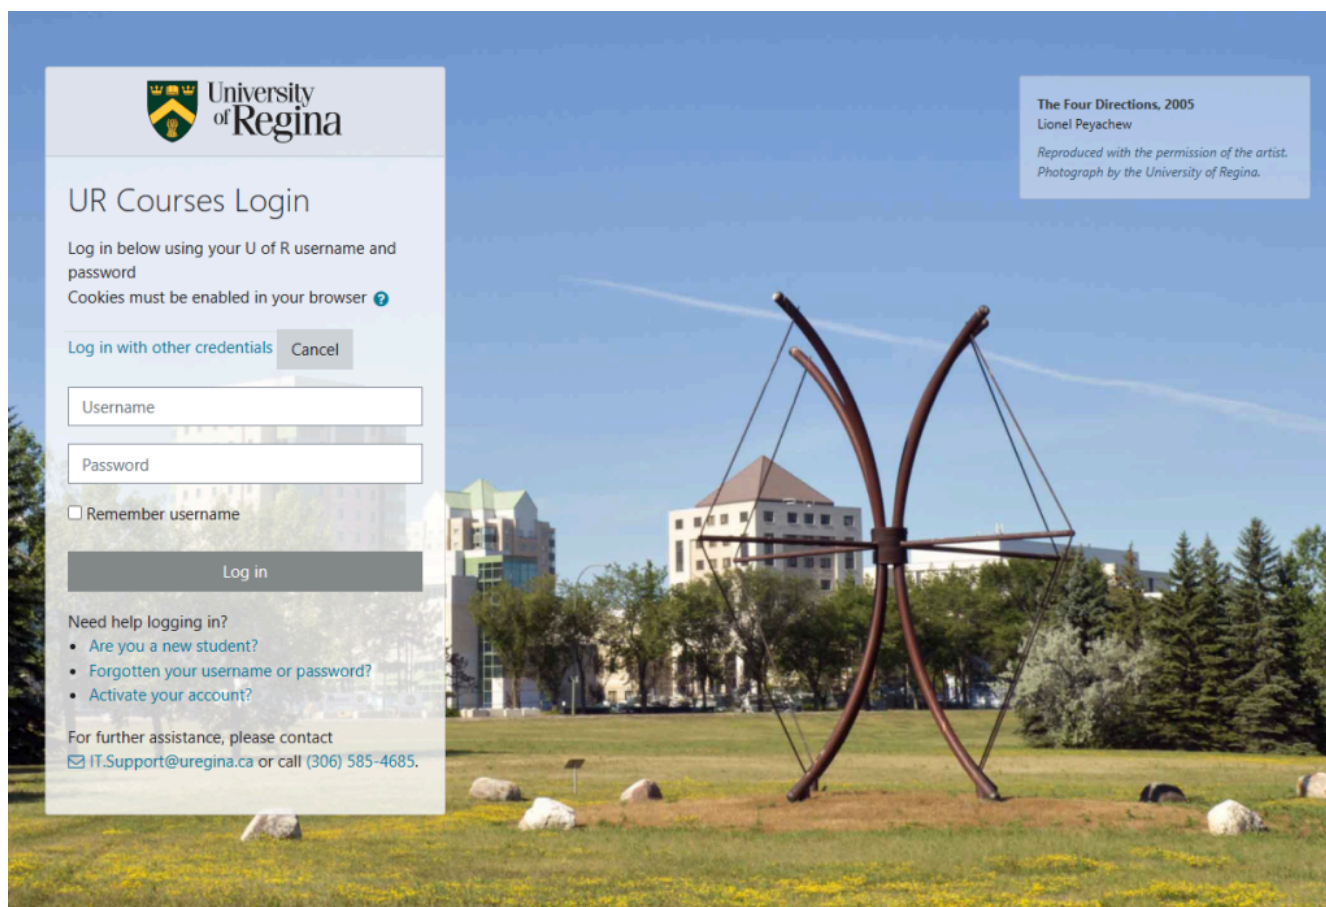 University
of Regina
UR Courses Login
Log in below using your U of R username and
password
Cookies must be enabled in your browser
Log in with other credentials Cancel
Username
Password
Remember username
Log in
Need help logging in?
Are you a new student?
Forgotten your username or password?
Activate your account?
For further assistance, please contact
IT.Support@uregina.ca or call (306) 585-4685.
The Four Directions, 2005
Lionel Peyachew
Reproduced with the permission of the artist.
Photograph by the University of Regina.